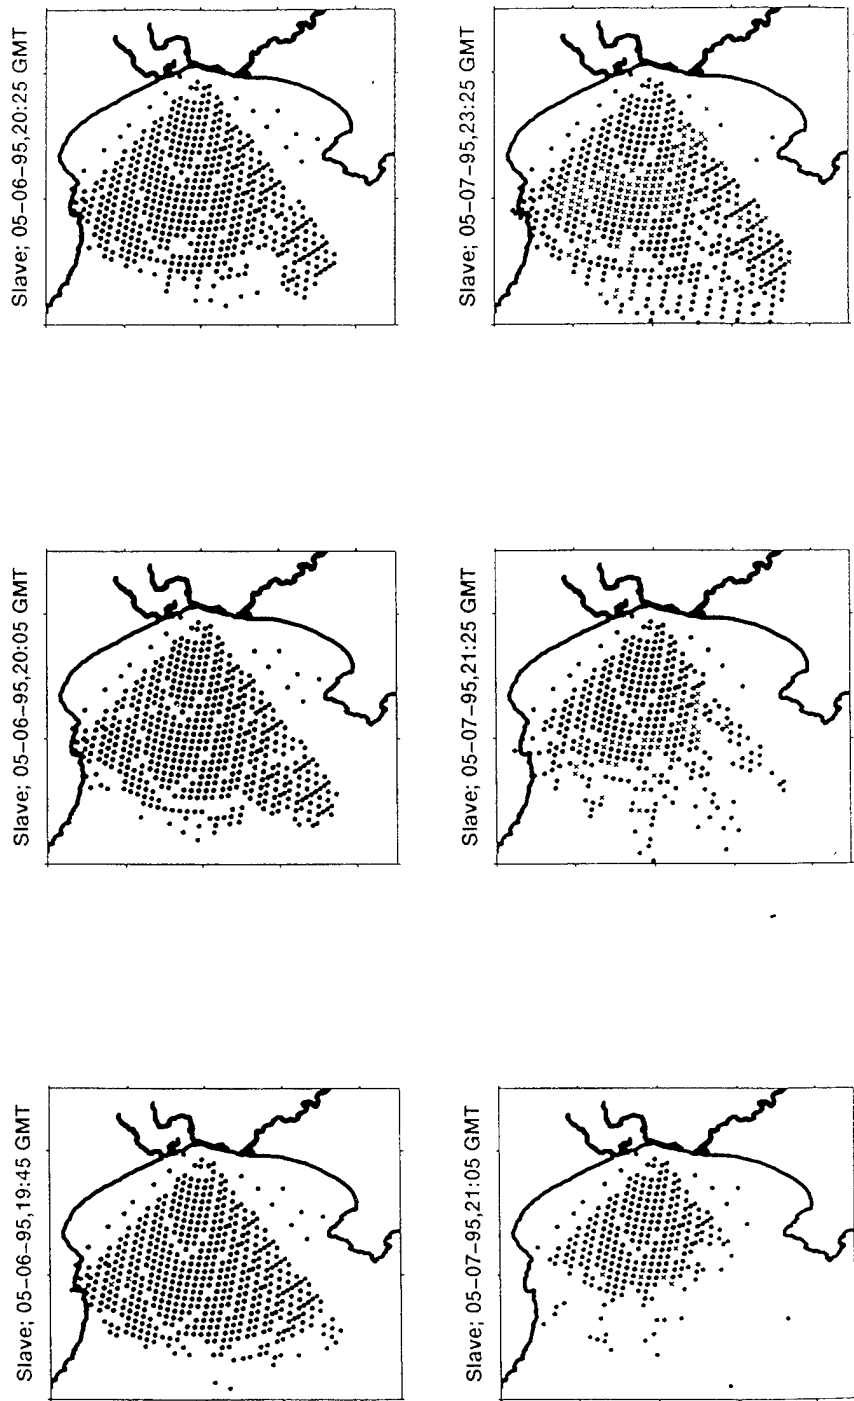 Slave; 05-06-95,19:45 GMT
Slave; 05-06-95,20:05 GMT
Slave; 05-06-95,20:25 GMT
Slave; 05-07-95,21:05 GMT
Slave; 05-07-95,21:25 GMT
Slave; 05-07-95,23:25 GMT